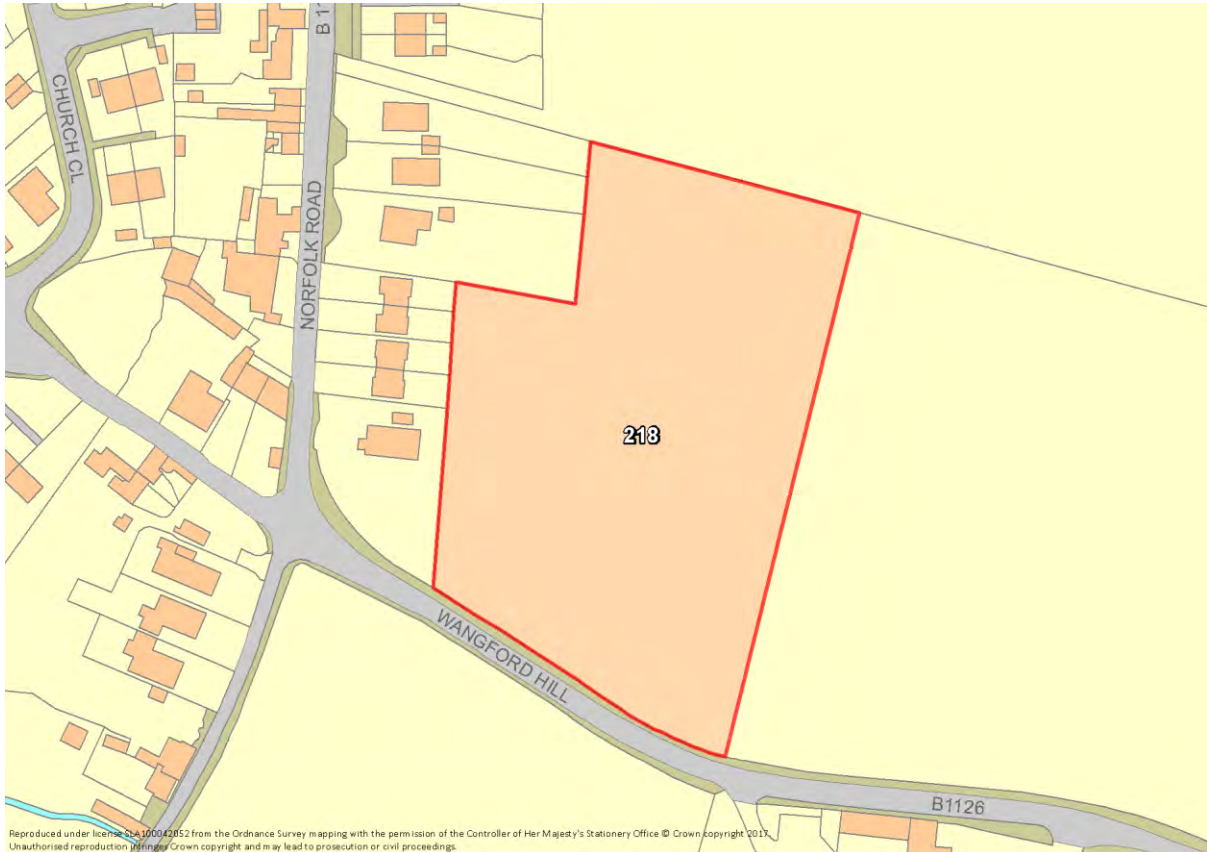 B 11
CHURCH CL
NORFOLK ROAD
218
WANGFORD HILL
B1126
Reproduced under license SLA100042052 from the Ordnance Survey mapping with the permission of the Controller of Her Majesty's Stationery Office © Crown copyright 2017.
Unauthorised reproduction infringes Crown copyright and may lead to prosecution or civil proceedings.